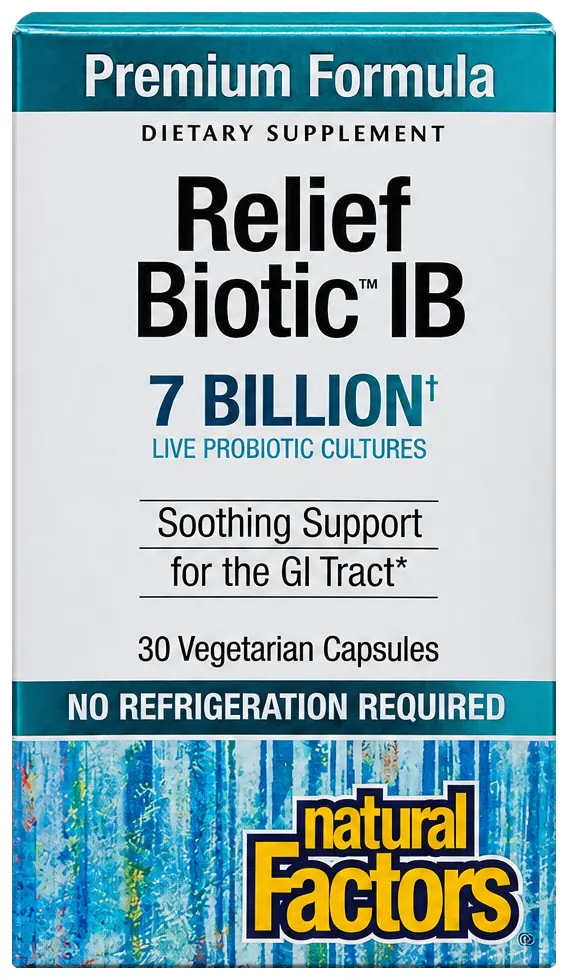 Premium Formula
DIETARY SUPPLEMENT
Relief
Biotic™ IB
7 BILLION†
LIVE PROBIOTIC CULTURES
Soothing Support
for the GI Tract*
30 Vegetarian Capsules
NO REFRIGERATION REQUIRED
natural
Factors®